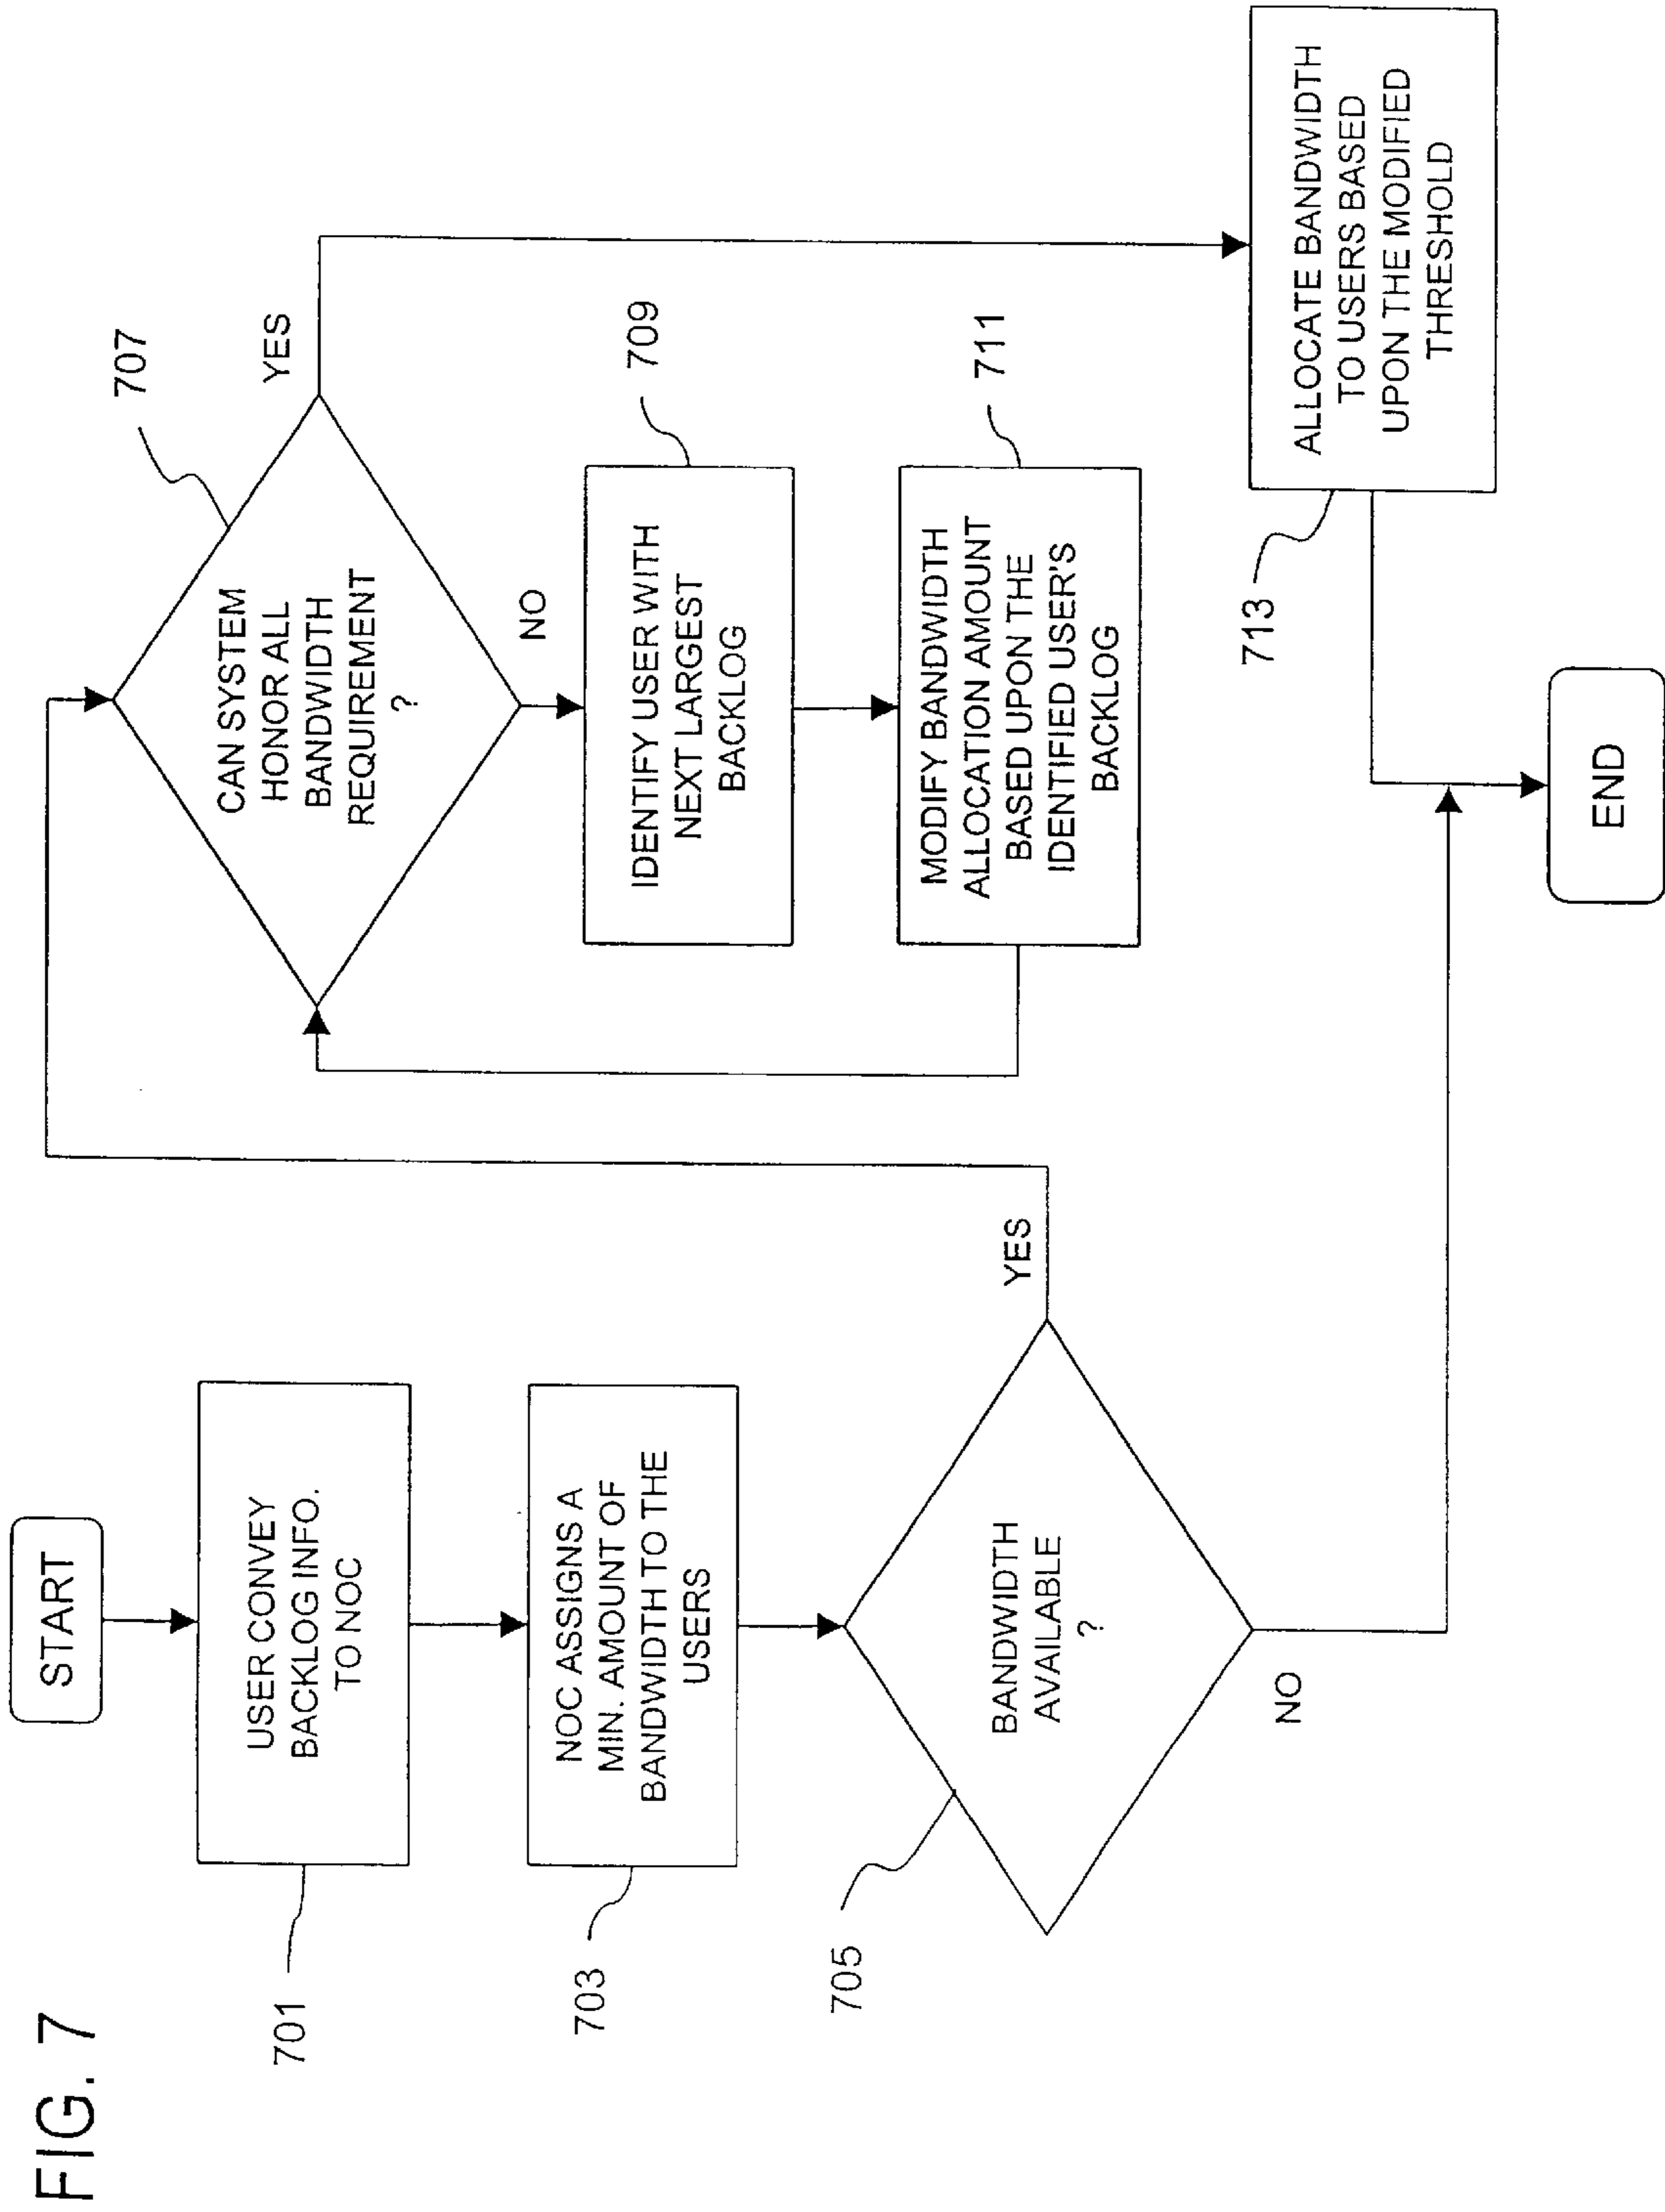 FIG. 7
START
USER CONVEY
BACKLOG INFO.
TO NOC
701
NOC ASSIGNS A
MIN. AMOUNT OF
BANDWIDTH TO THE
USERS
703
BANDWIDTH
AVAILABLE
?
705
YES
NO
CAN SYSTEM
HONOR ALL
BANDWIDTH
REQUIREMENT
?
707
YES
NO
IDENTIFY USER WITH
NEXT LARGEST
BACKLOG
709
MODIFY BANDWIDTH
ALLOCATION AMOUNT
BASED UPON THE
IDENTIFIED USER'S
BACKLOG
711
ALLOCATE BANDWIDTH
TO USERS BASED
UPON THE MODIFIED
THRESHOLD
713
END